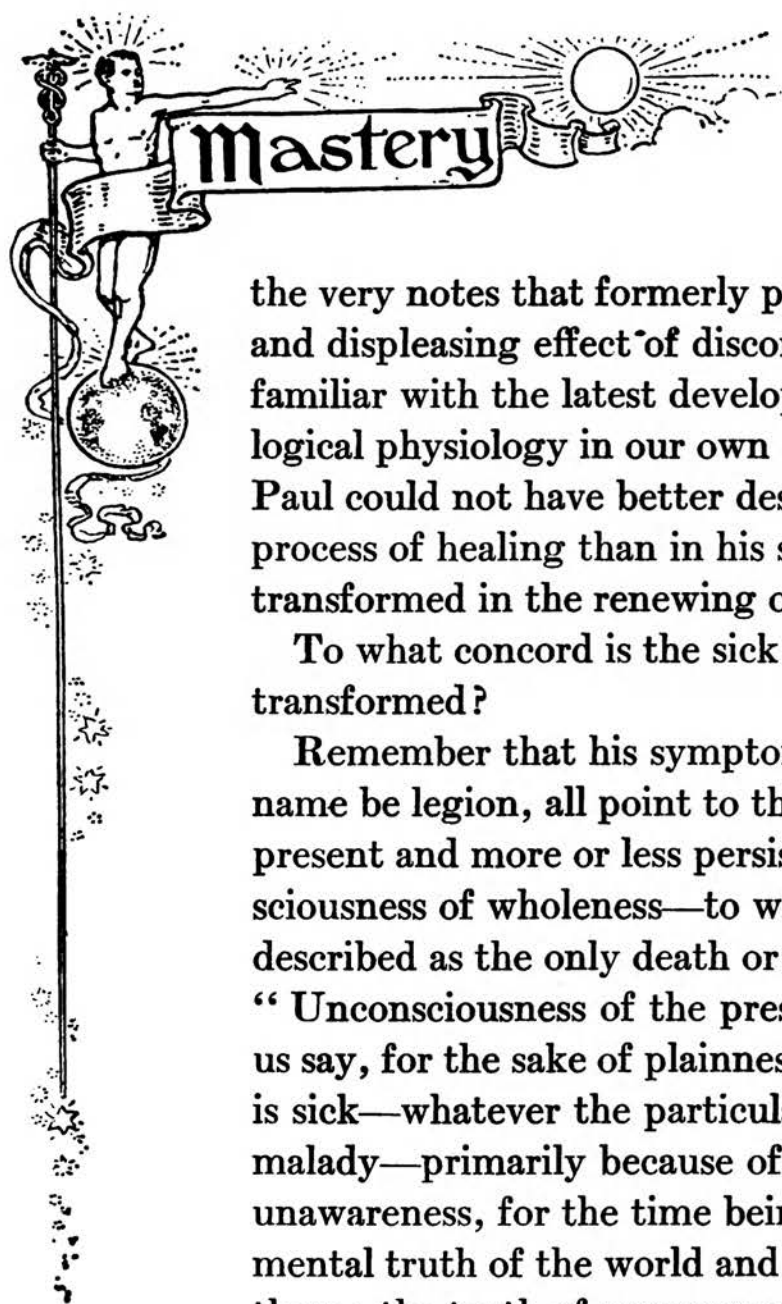 Mastery
the very notes that formerly p
and displeasing effect of disco
familiar with the latest develo
logical physiology in our own
Paul could not have better des
process of healing than in his s
transformed in the renewing
To what concord is the sick
transformed?
Remember that his sympto
name be legion, all point to th
present and more or less persis
sciousness of wholeness—to w
described as the only death or
“ Unconsciousness of the pres
us say, for the sake of plainnes
is sick—whatever the particul
malady—primarily because of
unawareness, for the time bein
mental truth of the world and